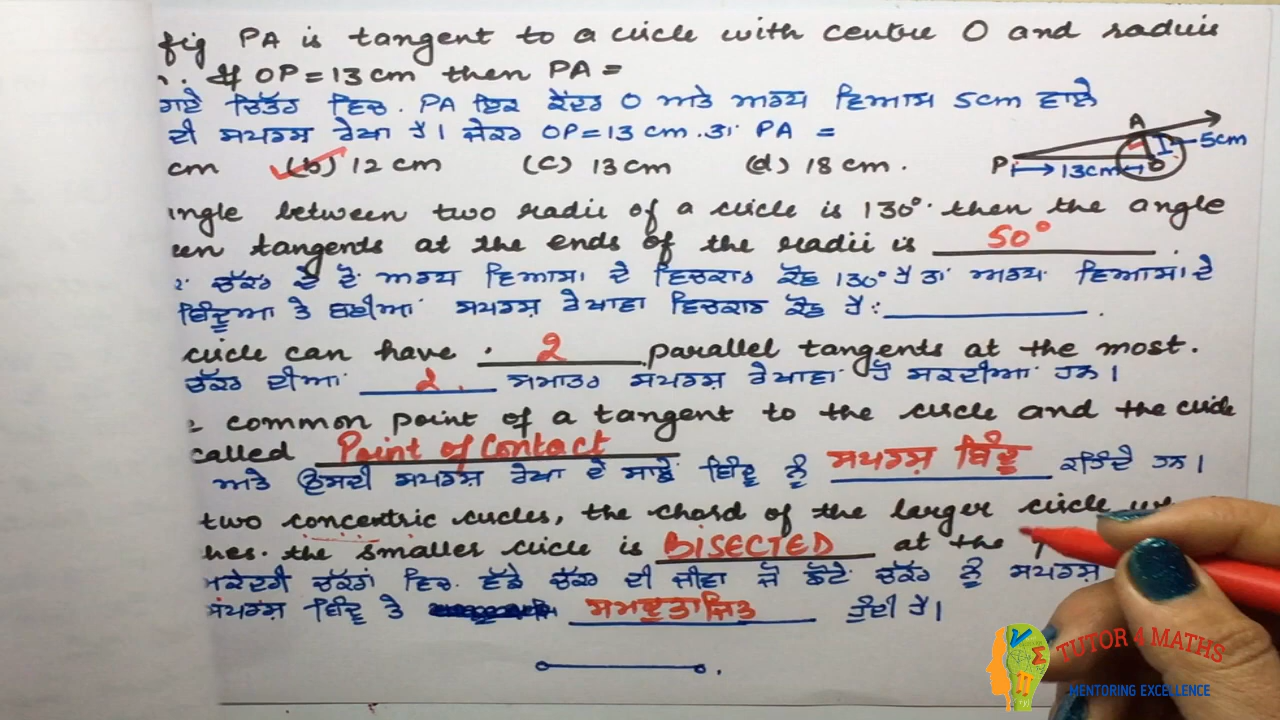 fig PA is tangent to a circle with centre O and radius
If OP = 13 cm then PA =
ਗਏ ਚਿੱਤਰ ਵਿਚ . PA ਇਕ ਕੇਂਦਰ O ਅਤੇ ਅਰਧ ਵਿਆਸ 5cm ਵਾਲੇ
ਦੀ ਸਪਰਸ਼ ਰੇਖਾ ਹੈ। ਜੇਕਰ OP = 13 cm . ਤਾਂ PA =
cm (b) 12 cm (c) 13 cm (d) 18 cm .
A
5cm
P
13cm
O
ingle between two radii of a circle is 130° then the angle
een tangents at the ends of the radii is 50° .
ਚੱਕਰ ਦੇ ਦੋ ਅਰਧ ਵਿਆਸਾਂ ਦੇ ਵਿਚਕਾਰ ਕੋਣ 130° ਹੈ ਤਾਂ ਅਰਧ ਵਿਆਸਾਂ ਦੇ
ਬਿੰਦੂਆਂ ਤੇ ਬਣੀਆਂ ਸਪਰਸ਼ ਰੇਖਾਵਾਂ ਵਿਚਕਾਰ ਕੋਣ ਹੈ : .
circle can have 2 parallel tangents at the most.
ਚੱਕਰ ਦੀਆਂ 2 ਸਮਾਂਤਰ ਸਪਰਸ਼ ਰੇਖਾਵਾਂ ਹੋ ਸਕਦੀਆਂ ਹਨ।
common point of a tangent to the circle and the circle
called Point of Contact
ਅਤੇ ਉਸਦੀ ਸਪਰਸ਼ ਰੇਖਾ ਦੇ ਸਾਂਝੇ ਬਿੰਦੂ ਨੂੰ ਸਪਰਸ਼ ਬਿੰਦੂ ਕਹਿੰਦੇ ਹਨ।
two concentric circles, the chord of the larger circle
hes. the smaller circle is BISECTED at the
ਚੱਕਰਾਂ ਵਿਚ ਵੱਡੇ ਚੱਕਰ ਦੀ ਜੀਵਾ ਜੋ ਛੋਟੇ ਚੱਕਰ ਨੂੰ ਸਪਰਸ਼
ਸਪਰਸ਼ ਬਿੰਦੂ ਤੇ ਸਮਦੁਭਾਜਿਤ ਹੁੰਦੀ ਹੈ।
TUTOR 4 MATHS
MENTORING EXCELLENCE